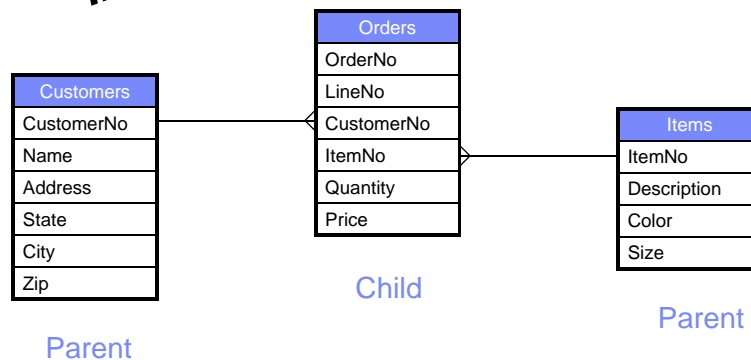 Customers
CustomerNo
Name
Address
State
City
Zip
Parent
Orders
OrderNo
LineNo
CustomerNo
ItemNo
Quantity
Price
Child
Items
ItemNo
Description
Color
Size
Parent